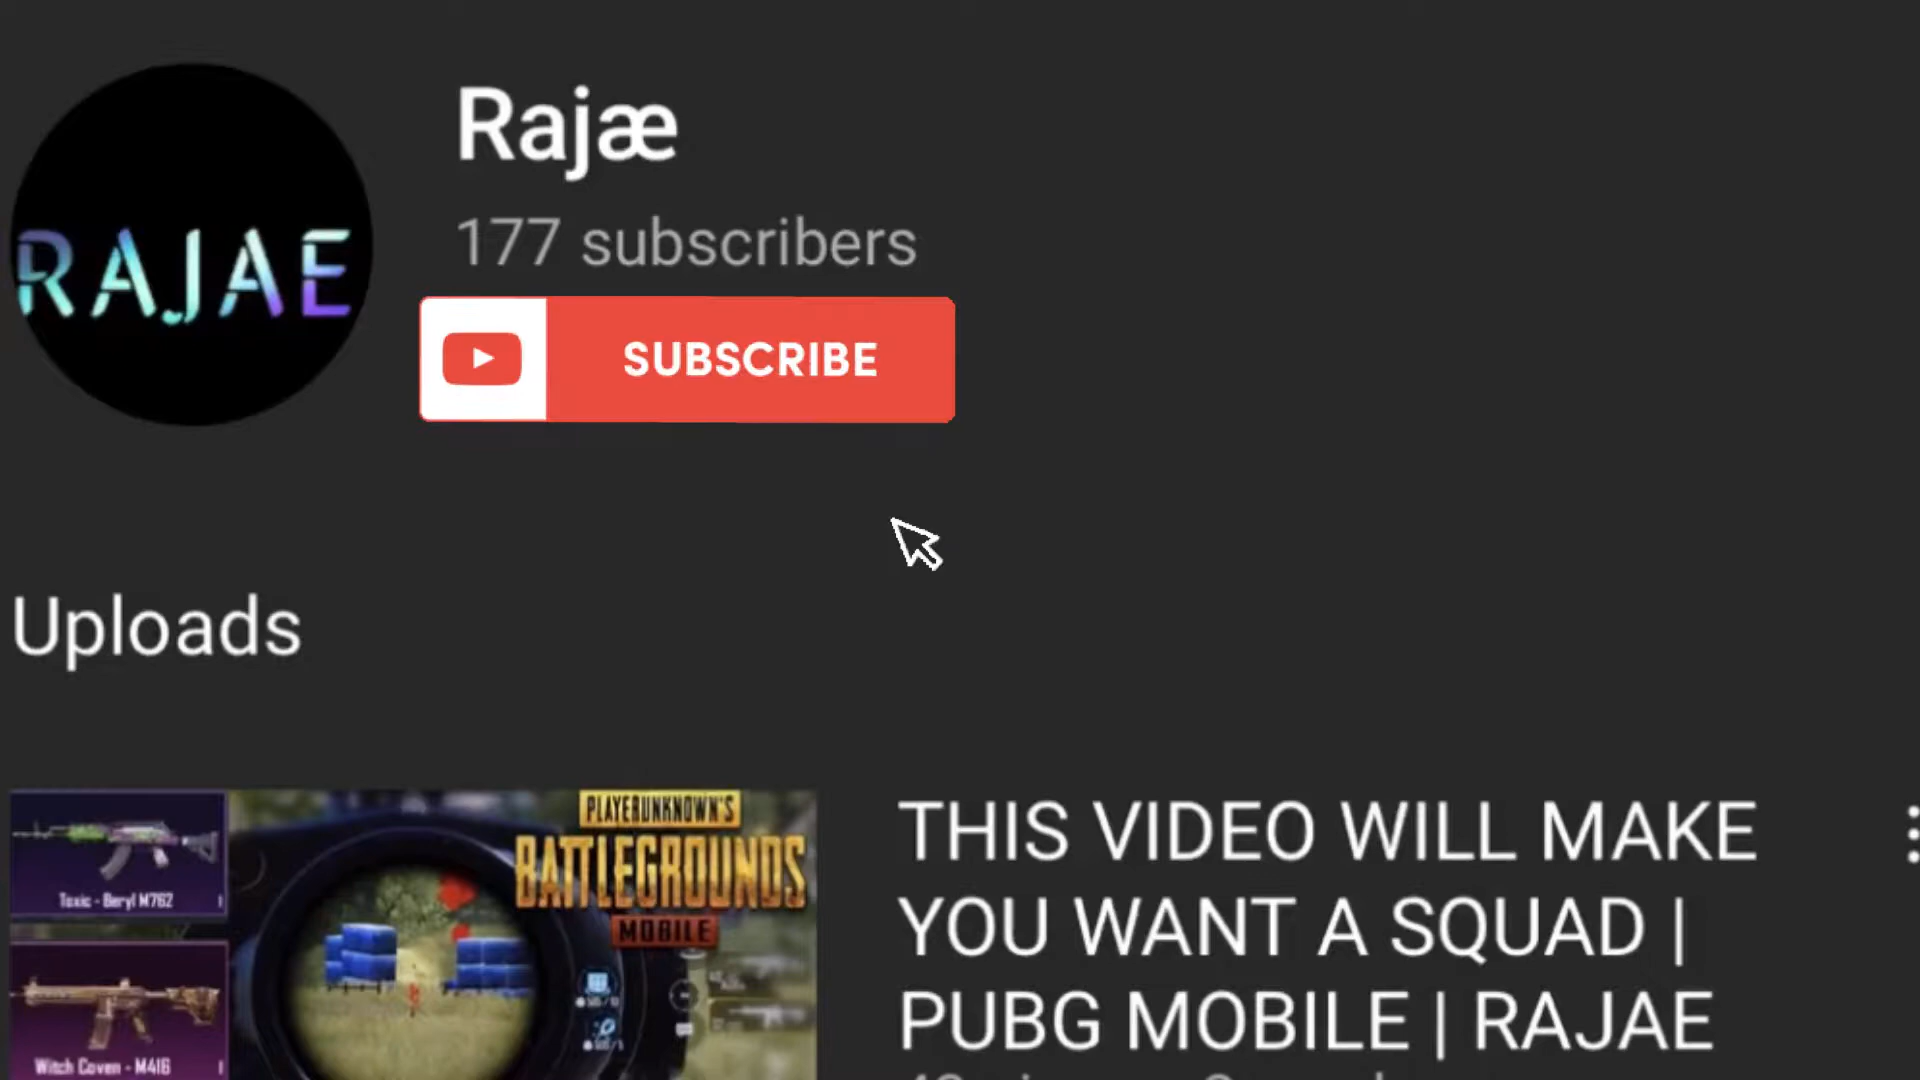 Rajæ
177 subscribers
RAJAE
SUBSCRIBE
Uploads
PLAYERUNKNOWN'S
BATTLEGROUNDS
MOBILE
Toxic - Beryl M762
Witch Coven - M416
THIS VIDEO WILL MAKE
YOU WANT A SQUAD |
PUBG MOBILE | RAJAE